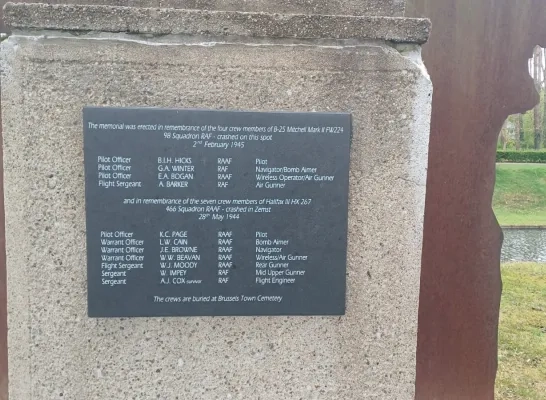 The memorial was erected in remembrance of the four crew members of B-25 Mitchell Mark II FW224
98 Squadron RAF - crashed on this spot
2nd February 1945
Pilot Officer B.I.H. HICKS RAAF Pilot
Pilot Officer G.A. WINTER RAF Navigator/Bomb Aimer
Pilot Officer E.A. BOGAN RAAF Wireless Operator/Air Gunner
Flight Sergeant A. BARKER RAF Air Gunner
and in remembrance of the seven crew members of Halifax III HX 267
466 Squadron RAAF - crashed in Zemst
28th May 1944
Pilot Officer K.C. PAGE RAAF Pilot
Warrant Officer L.W. CAIN RAAF Bomb Aimer
Warrant Officer J.E. BROWNE RAAF Navigator
Warrant Officer W.W. BEAVAN RAAF Wireless/Air Gunner
Flight Sergeant W.J. MOODY RAAF Rear Gunner
Sergeant W. IMPEY RAF Mid Upper Gunner
Sergeant A.J. COX survivor RAF Flight Engineer
The crews are buried at Brussels Town Cemetery